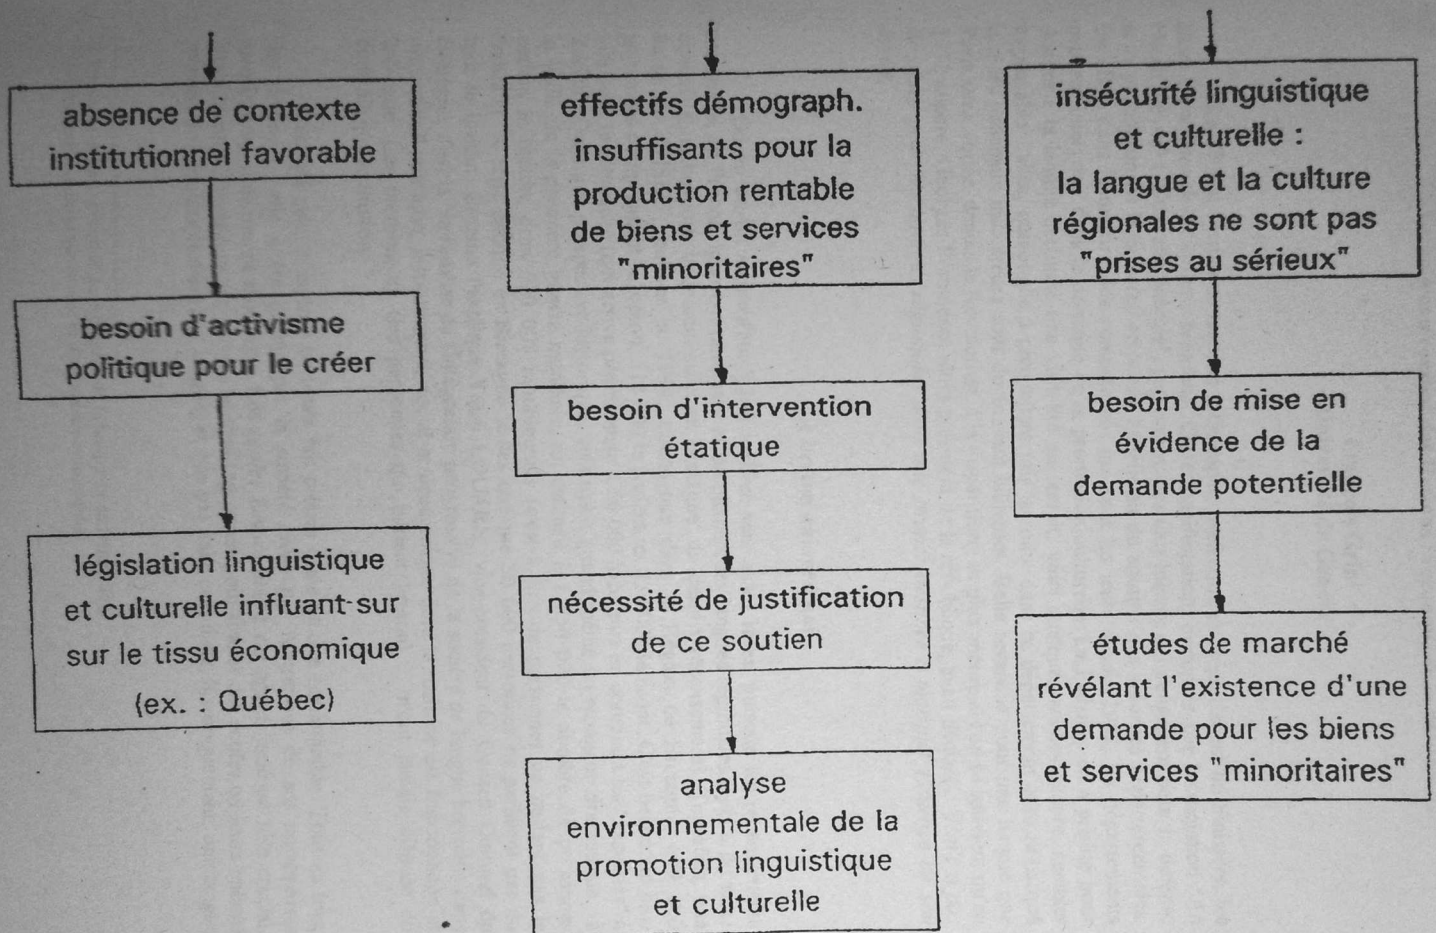 absence de contexte
institutionnel favorable
besoin d'activisme
politique pour le créer
législation linguistique
et culturelle influant sur
sur le tissu économique
(ex. : Québec)
effectifs démograph.
insuffisants pour la
production rentable
de biens et services
"minoritaires"
besoin d'intervention
étatique
nécessité de justification
de ce soutien
analyse
environnementale de la
promotion linguistique
et culturelle
insécurité linguistique
et culturelle :
la langue et la culture
régionales ne sont pas
"prises au sérieux"
besoin de mise en
évidence de la
demande potentielle
études de marché
révélant l'existence d'une
demande pour les biens
et services "minoritaires"